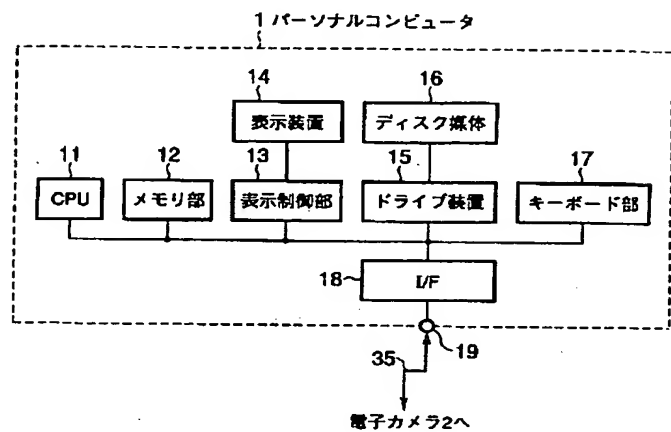 1 パーソナルコンピュータ
14
16
表示装置
ディスク媒体
11
12
13
15
17
CPU
メモリ部
表示制御部
ドライブ装置
キーボード部
18
I/F
35
19
電子カメラ2へ